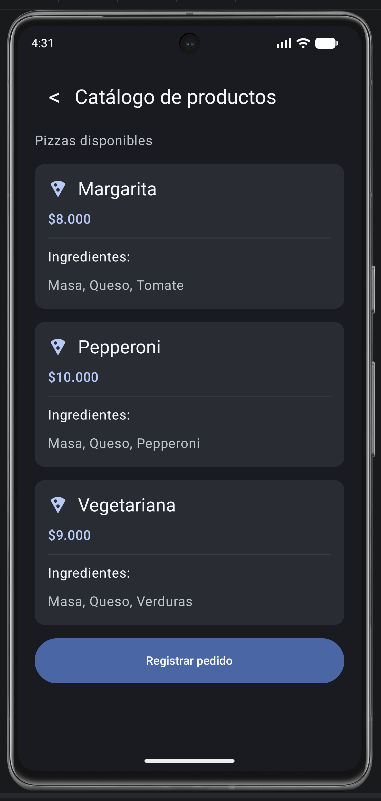 4:31
< Catálogo de productos
Pizzas disponibles
Margarita
$8.000
Ingredientes:
Masa, Queso, Tomate
Pepperoni
$10.000
Ingredientes:
Masa, Queso, Pepperoni
Vegetariana
$9.000
Ingredientes:
Masa, Queso, Verduras
Registrar pedido